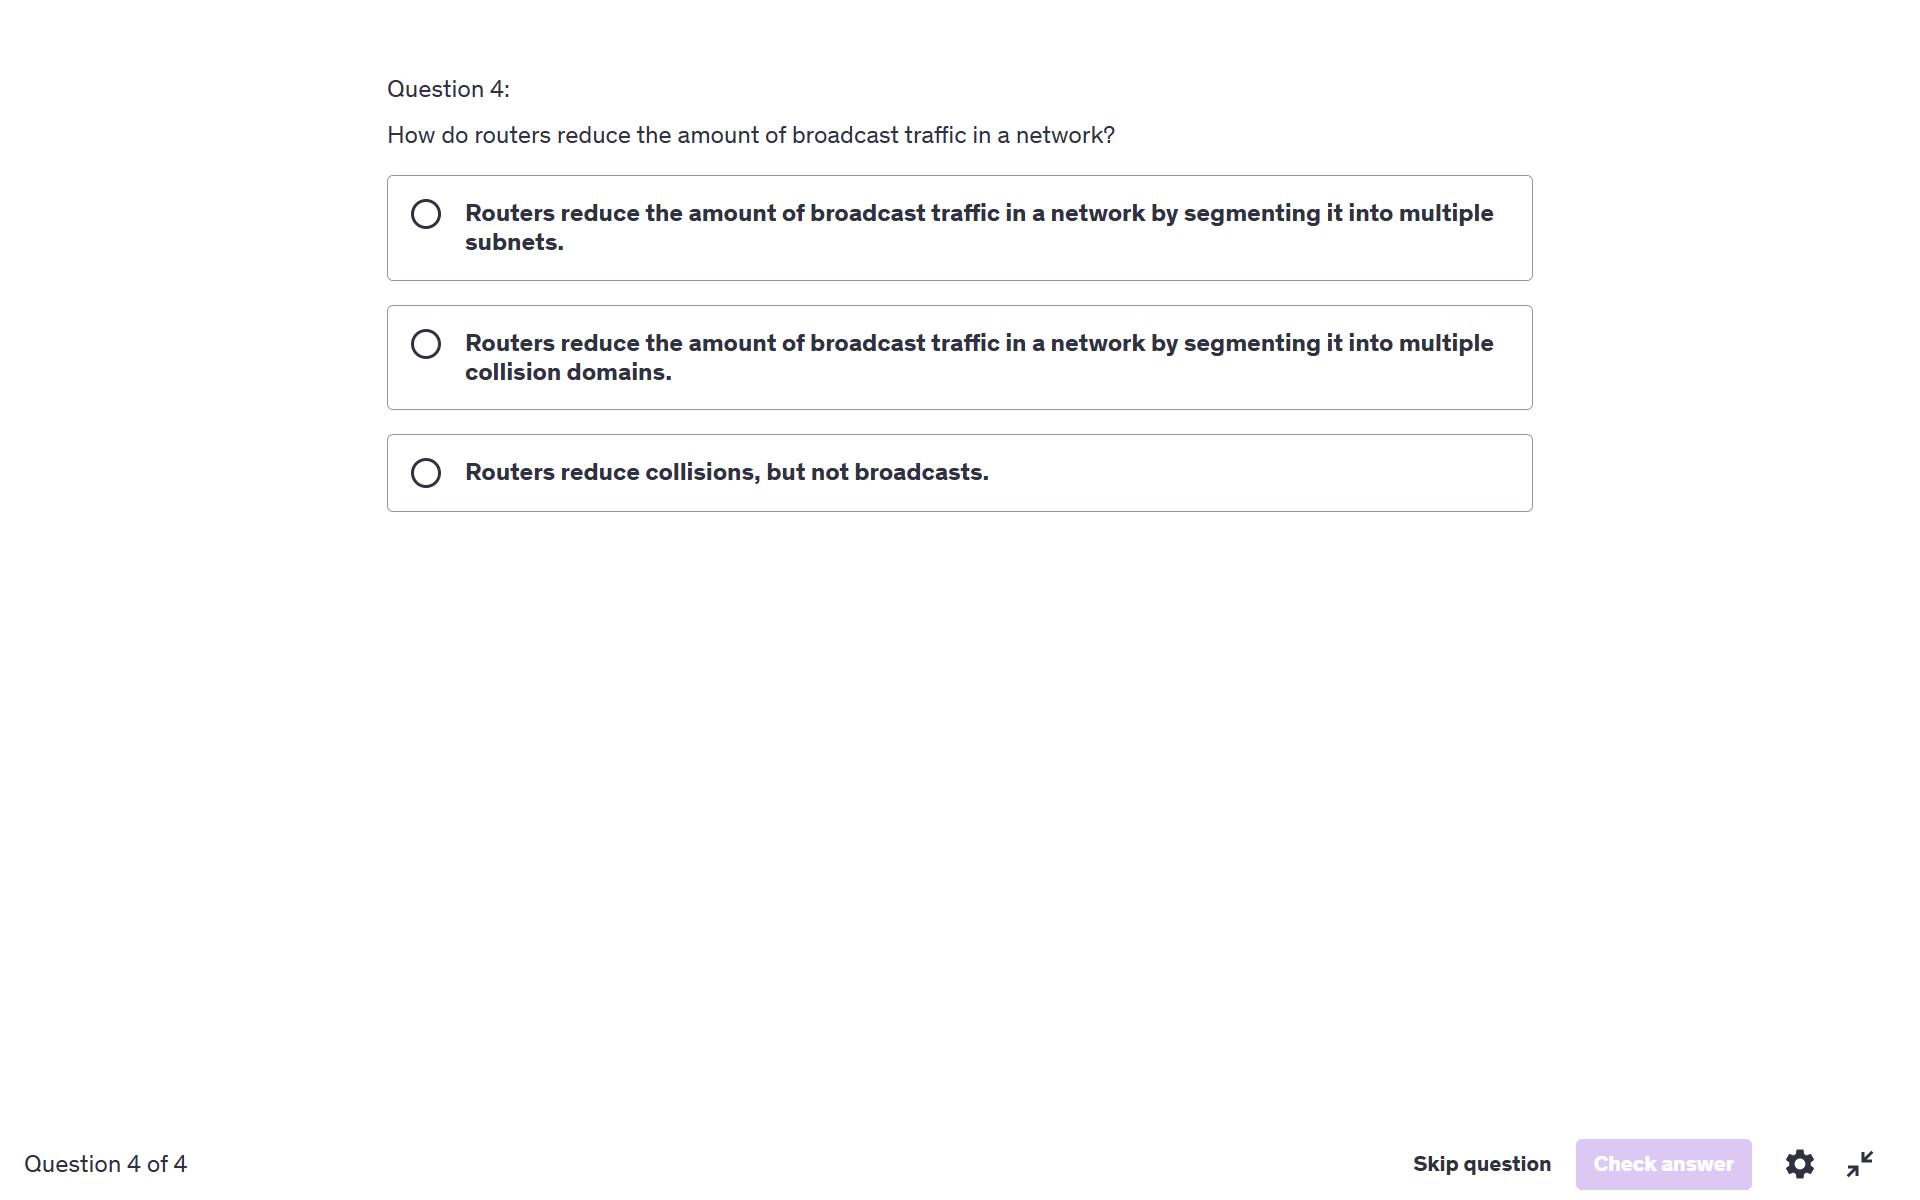 Question 4:
How do routers reduce the amount of broadcast traffic in a network?
Routers reduce the amount of broadcast traffic in a network by segmenting it into multiple
subnets.
Routers reduce the amount of broadcast traffic in a network by segmenting it into multiple
collision domains.
Routers reduce collisions, but not broadcasts.
Question 4 of 4
Skip question
Check answer